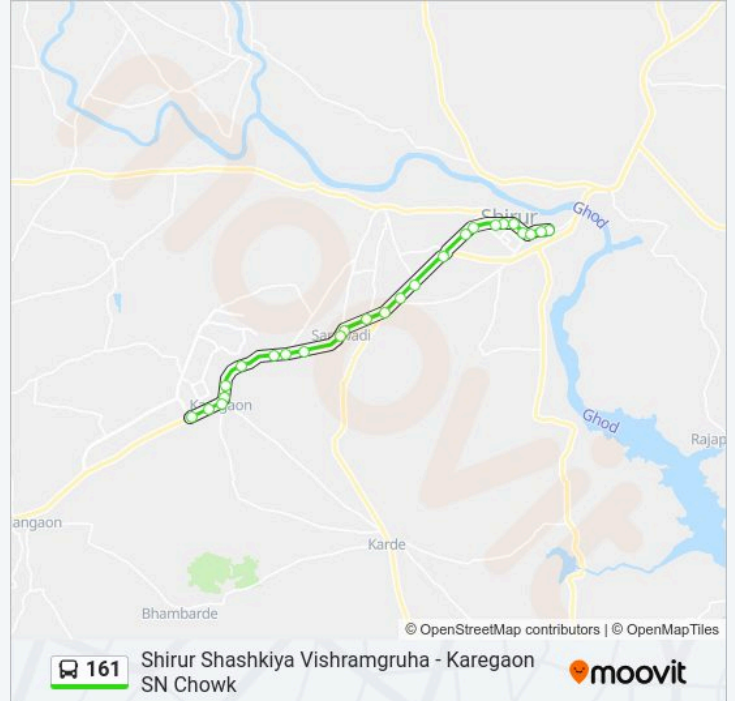 Shirur
Ghod
Karegaon
Ghod
Rajap
angaon
Karde
Bhambarde
© OpenStreetMap contributors | © OpenMapTiles
161
Shirur Shashkiya Vishramgruha - Karegaon
SN Chowk
moovit
moovit